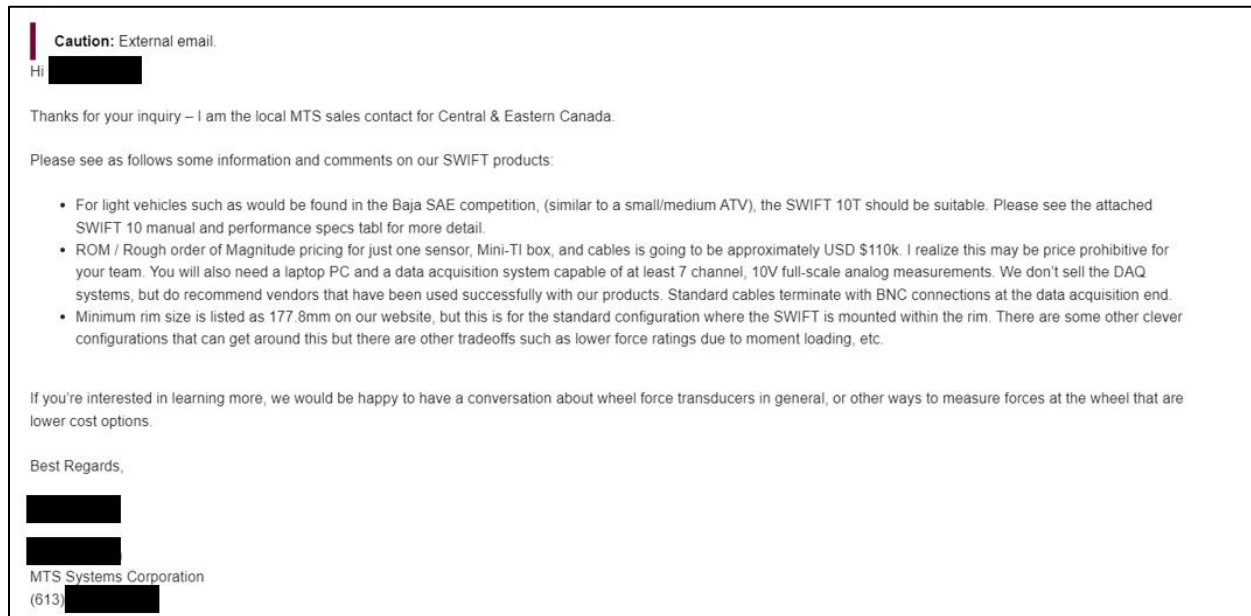 Caution: External email.
Hi
Thanks for your inquiry – I am the local MTS sales contact for Central & Eastern Canada.
Please see as follows some information and comments on our SWIFT products:
• For light vehicles such as would be found in the Baja SAE competition, (similar to a small/medium ATV), the SWIFT 10T should be suitable. Please see the attached
SWIFT 10 manual and performance specs tabl for more detail.
• ROM / Rough order of Magnitude pricing for just one sensor, Mini-TI box, and cables is going to be approximately USD $110k. I realize this may be price prohibitive for
your team. You will also need a laptop PC and a data acquisition system capable of at least 7 channel, 10V full-scale analog measurements. We don't sell the DAQ
systems, but do recommend vendors that have been used successfully with our products. Standard cables terminate with BNC connections at the data acquisition end.
• Minimum rim size is listed as 177.8mm on our website, but this is for the standard configuration where the SWIFT is mounted within the rim. There are some other clever
configurations that can get around this but there are other tradeoffs such as lower force ratings due to moment loading, etc.
If you're interested in learning more, we would be happy to have a conversation about wheel force transducers in general, or other ways to measure forces at the wheel that are
lower cost options.
Best Regards,
MTS Systems Corporation
(613)